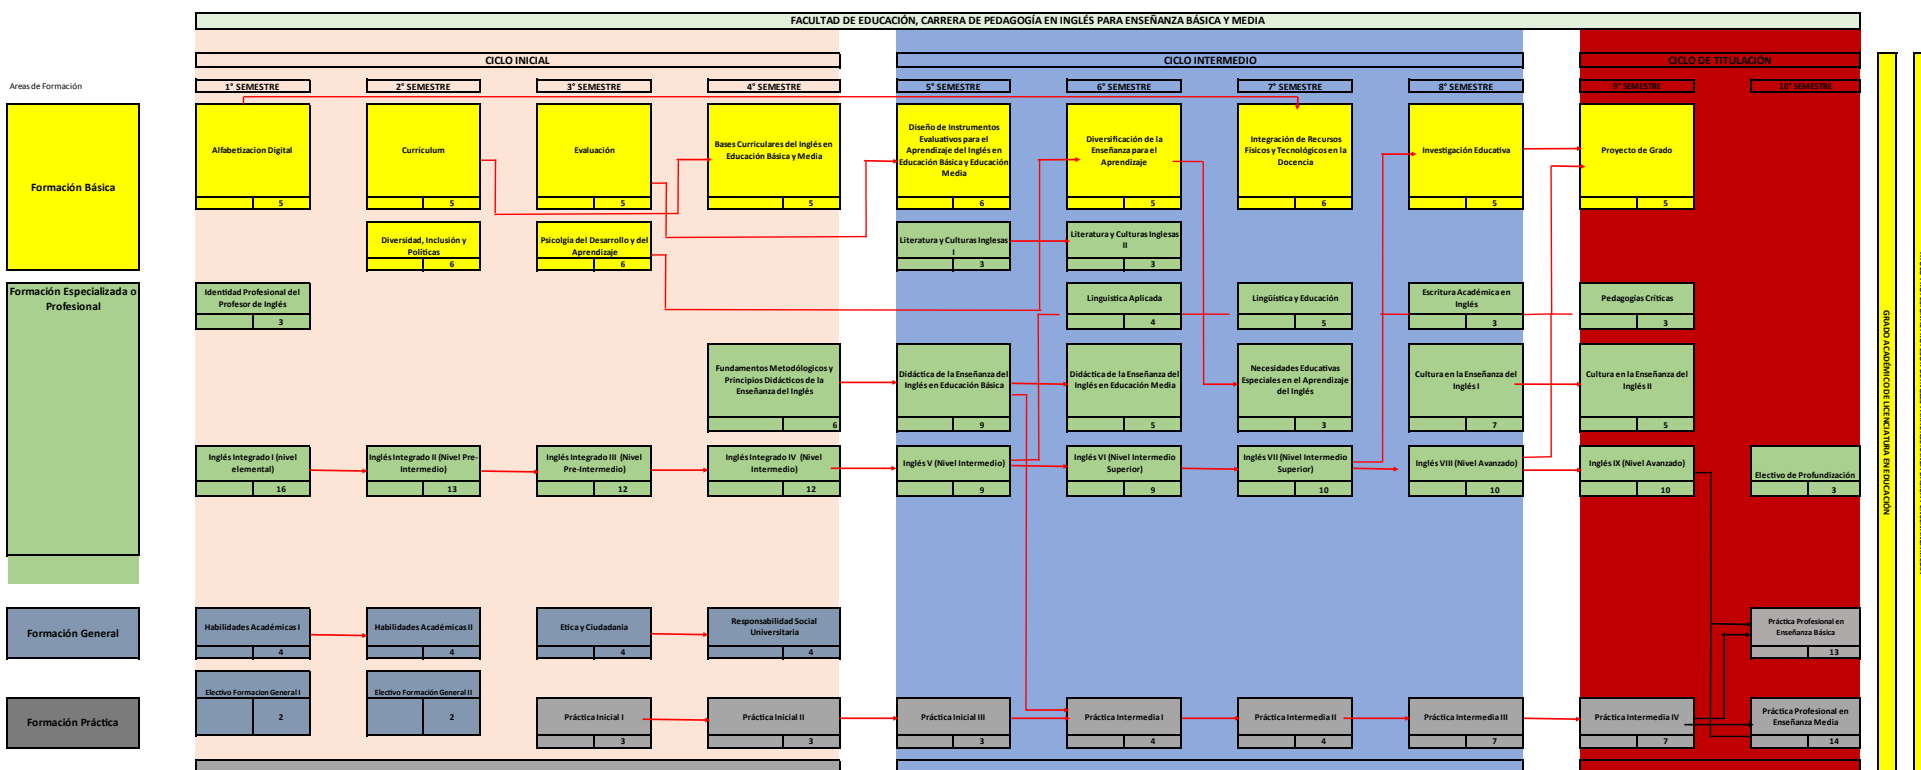 FACULTAD DE EDUCACIÓN, CARRERA DE PEDAGOGÍA EN INGLÉS PARA ENSEÑANZA BÁSICA Y MEDIA
CICLO INICIAL
CICLO INTERMEDIO
CICLO DE TITULACIÓN
Areas de Formación
1° SEMESTRE
2° SEMESTRE
3° SEMESTRE
4° SEMESTRE
5° SEMESTRE
6° SEMESTRE
7° SEMESTRE
8° SEMESTRE
9° SEMESTRE
10° SEMESTRE
Formación Básica
Alfabetizacion Digital
5
Currículum
5
Evaluación
5
Bases Curriculares del Inglés en
Educación Básica y Media
5
Diseño de Instrumentos
Evaluativos para el
Aprendizaje del Inglés en
Educación Básica y Educación
Media
6
Diversificación de la
Enseñanza para el
Aprendizaje
5
Integración de Recursos
Físicos y Tecnológicos en la
Docencia
6
Investigación Educativa
5
Proyecto de Grado
5
Diversidad, Inclusión y
Políticas
6
Psicolgía del Desarrollo y del
Aprendizaje
6
Literatura y Culturas Inglesas
I
3
Literatura y Culturas Inglesas
II
3
Formación Especializada o
Profesional
Identidad Profesional del
Profesor de Inglés
3
Linguistica Aplicada
4
Lingüística y Educación
5
Escritura Académica en
Inglés
3
Pedagogías Críticas
3
Fundamentos Metodólogicos y
Principios Didácticos de la
Enseñanza del Inglés
6
Didáctica de la Enseñanza del
Inglés en Educación Básica
9
Didáctica de la Enseñanza del
Inglés en Educación Media
5
Necesidades Educativas
Especiales en el Aprendizaje
del Inglés
3
Cultura en la Enseñanza del
Inglés I
7
Cultura en la Enseñanza del
Inglés II
5
Inglés Integrado I (nivel
elemental)
16
Inglés Integrado II (Nivel Pre-
Intermedio)
13
Inglés Integrado III (Nivel
Pre-Intermedio)
12
Inglés Integrado IV (Nivel
Intermedio)
12
Inglés V (Nivel Intermedio)
9
Inglés VI (Nivel Intermedio
Superior)
9
Inglés VII (Nivel Intermedio
Superior)
10
Inglés VIII (Nivel Avanzado)
10
Inglés IX (Nivel Avanzado)
10
Electivo de Profundización
3
Formación General
Habilidades Académicas I
4
Habilidades Académicas II
4
Etica y Ciudadania
4
Responsabilidad Social
Universitaria
4
Práctica Profesional en
Enseñanza Básica
13
Electivo Formacion General I
2
Electivo Formación General II
2
Formación Práctica
Práctica Inicial I
3
Práctica Inicial II
3
Práctica Inicial III
3
Práctica Intermedia I
4
Práctica Intermedia II
4
Práctica Intermedia III
7
Práctica Intermedia IV
7
Práctica Profesional en
Enseñanza Media
14
GRADO ACADÉMICO DE LICENCIATURA EN EDUCACIÓN